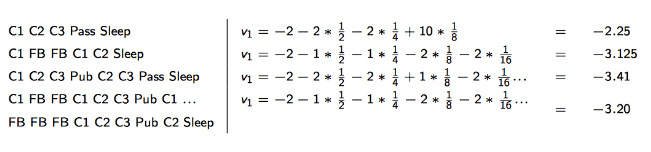 C1 C2 C3 Pass Sleep v₁ = −2 − 2 ∗ 1/2 − 2 ∗ 1/4 + 10 ∗ 1/8 = −2.25
C1 FB FB C1 C2 Sleep v₁ = −2 − 1 ∗ 1/2 − 1 ∗ 1/4 − 2 ∗ 1/8 − 2 ∗ 1/16 = −3.125
C1 C2 C3 Pub C2 C3 Pass Sleep v₁ = −2 − 2 ∗ 1/2 − 2 ∗ 1/4 + 1 ∗ 1/8 − 2 ∗ 1/16 ... = −3.41
C1 FB FB C1 C2 C3 Pub C1 ... v₁ = −2 − 1 ∗ 1/2 − 1 ∗ 1/4 − 2 ∗ 1/8 − 2 ∗ 1/16 ... = −3.20
FB FB FB C1 C2 C3 Pub C2 Sleep